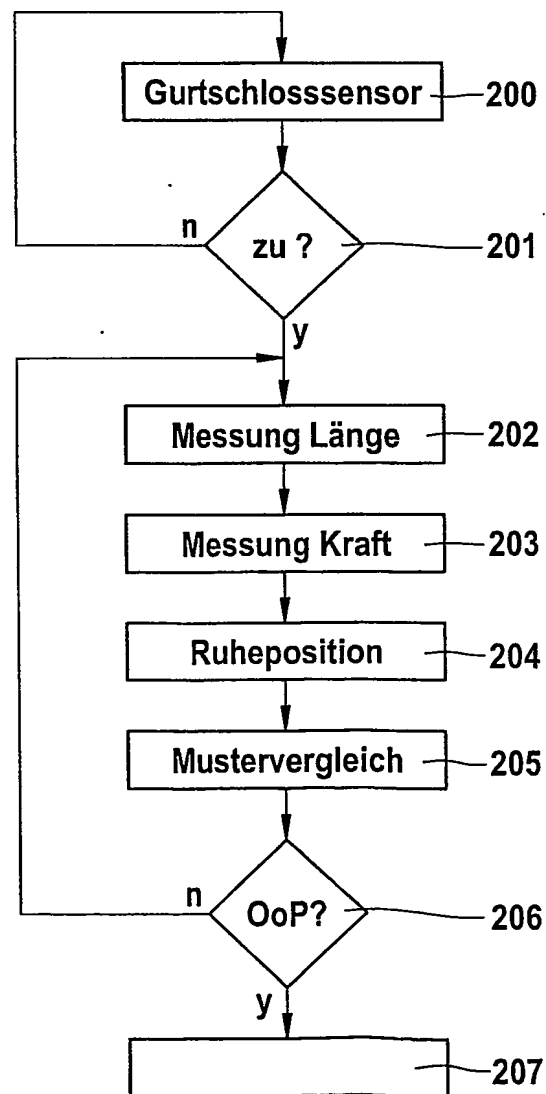 Gurtschlosssensor 200
zu ? 201
n
y
Messung Länge 202
Messung Kraft 203
Ruheposition 204
Mustervergleich 205
n
OoP? 206
y
207